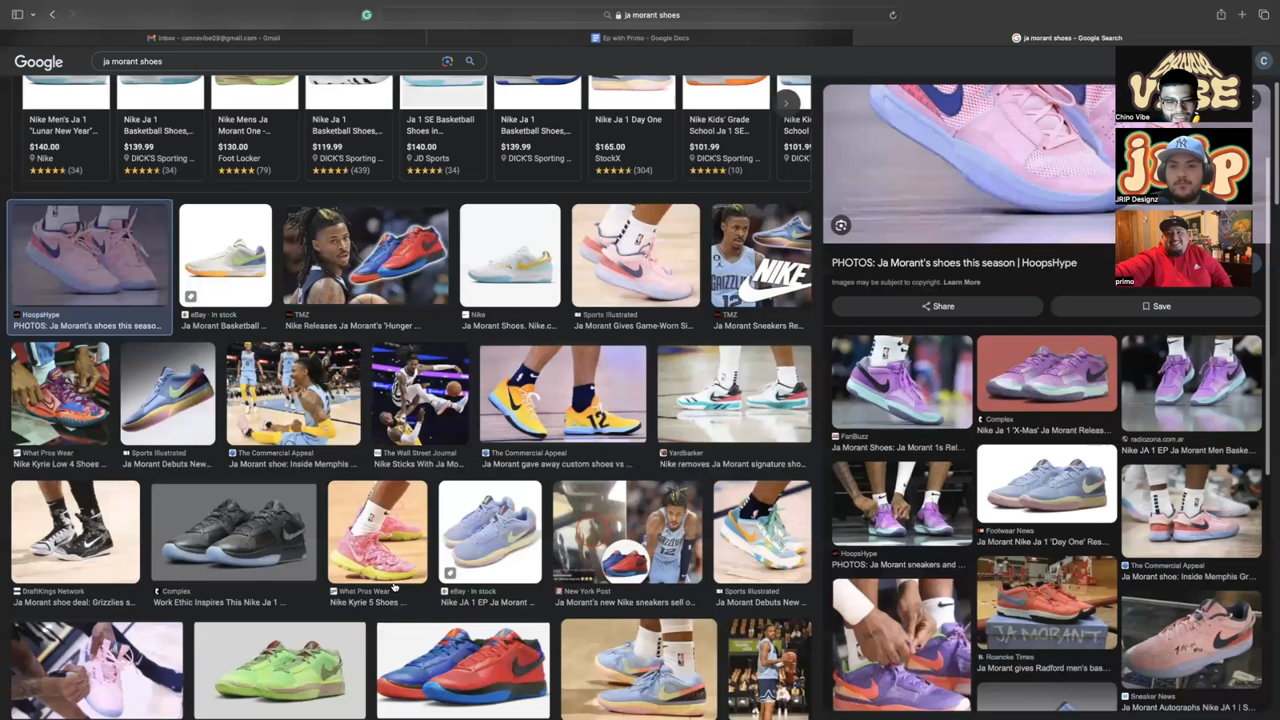 ja morant shoes
Inbox - cannavibe03@gmail.com - Gmail
Ep with Primo - Google Docs
ja morant shoes - Google Search
Google
ja morant shoes
C
Nike Men's Ja 1 "Lunar New Year"...
$140.00
Nike
(34)
Nike Ja 1 Basketball Shoes,...
$139.99
DICK'S Sporting ...
(34)
Nike Mens Ja Morant One -...
$130.00
Foot Locker
(79)
Nike Ja 1 Basketball Shoes,...
$119.99
DICK'S Sporting ...
(439)
Ja 1 SE Basketball Shoes in...
$140.00
JD Sports
(34)
Nike Ja 1 Basketball Shoes,...
$139.99
DICK'S Sporting ...
Nike Ja 1 Day One
$165.00
StockX
(304)
Nike Kids' Grade School Ja 1 SE...
$101.99
DICK'S Sporting ...
(10)
Nike K
School
$101.9
DICK
HoopsHype
PHOTOS: Ja Morant's shoes this seaso...
eBay · In stock
Ja Morant Basketball ...
TMZ
Nike Releases Ja Morant's 'Hunger ...
Nike
Ja Morant Shoes. Nike.c...
Sports Illustrated
Ja Morant Gives Game-Worn Si...
GRIZZLIE
NIKE
TMZ
Ja Morant Sneakers Re...
What Pros Wear
Nike Kyrie Low 4 Shoes ...
Sports Illustrated
Ja Morant Debuts New...
The Commercial Appeal
Ja Morant shoe: Inside Memphis ...
The Wall Street Journal
Nike Sticks With Ja Mo...
12
The Commercial Appeal
Ja Morant gave away custom shoes vs ...
Yardbarker
Nike removes Ja Morant signature sho...
DraftKings Network
Ja Morant shoe deal: Grizzlies s...
Complex
Work Ethic Inspires This Nike Ja 1 ...
What Pros Wear
Nike Kyrie 5 Shoes ...
eBay · In stock
Nike JA 1 EP Ja Morant ...
12
New York Post
Ja Morant's new Nike sneakers sell o...
Sports Illustrated
Ja Morant Debuts New ...
PHOTOS: Ja Morant's shoes this season | HoopsHype
Images may be subject to copyright. Learn More
Share
Save
FanBuzz
Ja Morant Shoes: Ja Morant 1s Rel...
Complex
Nike Ja 1 'X-Mas' Ja Morant Releas...
radiozona.com.ar
Nike JA 1 EP Ja Morant Men Baske...
HoopsHype
PHOTOS: Ja Morant sneakers and ...
Footwear News
Ja Morant Nike Ja 1 'Day One' Res...
The Commercial Appeal
Ja Morant shoe: Inside Memphis Gr...
JA MORANT
Roanoke Times
Ja Morant gives Radford men's bas...
Sneaker News
Ja Morant Autographs Nike JA 1 | S...
CANNA
VIBE
Chino Vibe
JRIP
JRIP Designz
primo